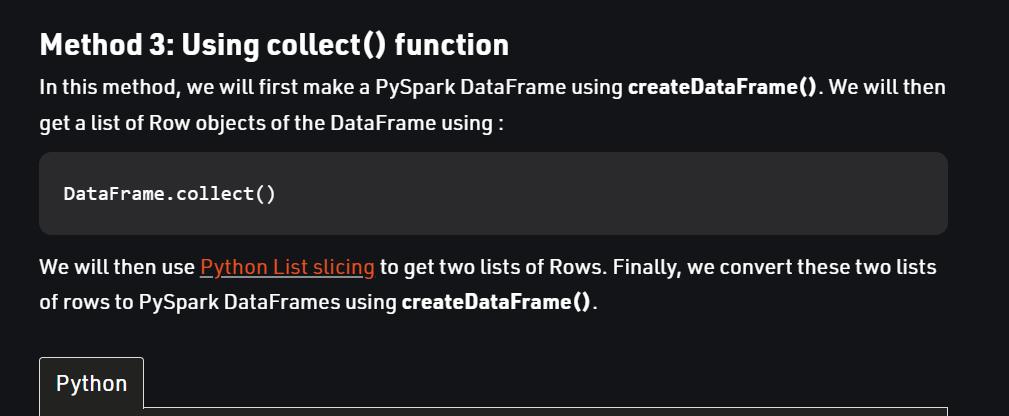 Method 3: Using collect() function
In this method, we will first make a PySpark DataFrame using createDataFrame(). We will then
get a list of Row objects of the DataFrame using :
DataFrame.collect()
We will then use Python List slicing to get two lists of Rows. Finally, we convert these two lists
of rows to PySpark DataFrames using createDataFrame().
Python